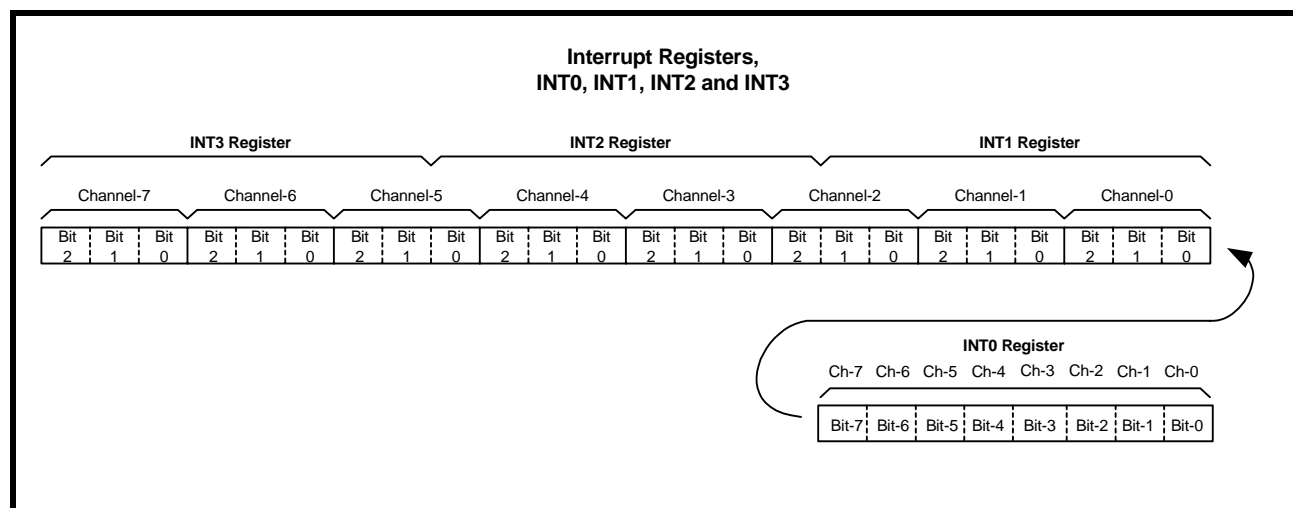 Interrupt Registers,
INT0, INT1, INT2 and INT3
INT3 Register INT2 Register INT1 Register
Channel-7 Channel-6 Channel-5 Channel-4 Channel-3 Channel-2 Channel-1 Channel-0
Bit Bit Bit Bit Bit Bit Bit Bit Bit Bit Bit Bit Bit Bit Bit Bit Bit Bit Bit Bit Bit Bit Bit Bit
2 1 0 2 1 0 2 1 0 2 1 0 2 1 0 2 1 0 2 1 0 2 1 0
INT0 Register
Ch-7 Ch-6 Ch-5 Ch-4 Ch-3 Ch-2 Ch-1 Ch-0
Bit-7 Bit-6 Bit-5 Bit-4 Bit-3 Bit-2 Bit-1 Bit-0